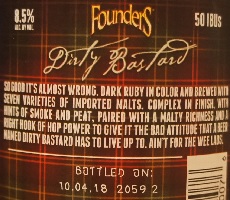 8.5%
ALC. BY VOL.
FOUNDERS
50 IBUs
Dirty Bastard
SO GOOD IT'S ALMOST WRONG. DARK RUBY IN COLOR AND BREWED WITH
SEVEN VARIETIES OF IMPORTED MALTS. COMPLEX IN FINISH, WITH
HINTS OF SMOKE AND PEAT, PAIRED WITH A MALTY RICHNESS AND A
RIGHT HOOK OF HOP POWER TO GIVE IT THE BAD ATTITUDE THAT A BEER
NAMED DIRTY BASTARD HAS TO LIVE UP TO. AIN'T FOR THE WEE LADS.
BOTTLED ON:
10.04.18 2059 2